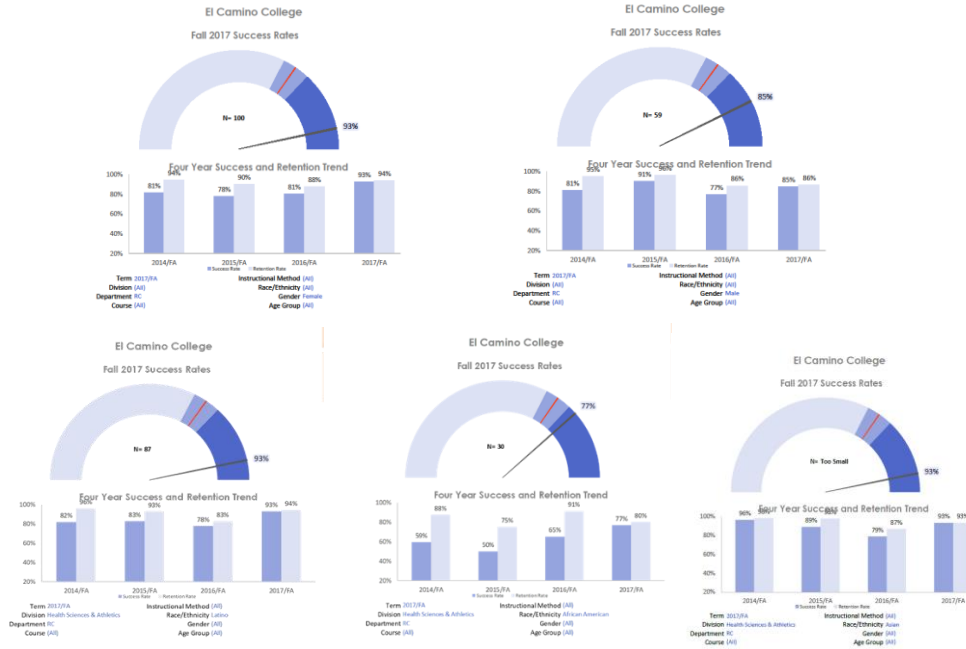 El Camino College
Fall 2017 Success Rates
N= 100
93%
Four Year Success and Retention Trend
100%
80%
60%
40%
20%
81% 94% 78% 90% 81% 88% 93% 94%
2014/FA 2015/FA 2016/FA 2017/FA
Success Rate Retention Rate
Term 2017/FA Instructional Method (All)
Division (All) Race/Ethnicity (All)
Department RC Gender Female
Course (All) Age Group (All)
El Camino College
Fall 2017 Success Rates
N= 59
85%
Four Year Success and Retention Trend
100%
80%
60%
40%
20%
81% 95% 91% 96% 77% 86% 85% 86%
2014/FA 2015/FA 2016/FA 2017/FA
Success Rate Retention Rate
Term 2017/FA Instructional Method (All)
Division (All) Race/Ethnicity (All)
Department RC Gender Male
Course (All) Age Group (All)
El Camino College
Fall 2017 Success Rates
N= 87
93%
Four Year Success and Retention Trend
100%
80%
60%
40%
20%
82% 96% 83% 93% 78% 83% 93% 94%
2014/FA 2015/FA 2016/FA 2017/FA
Success Rate Retention Rate
Term 2017/FA Instructional Method (All)
Division Health Sciences & Athletics Race/Ethnicity Latino
Department RC Gender (All)
Course (All) Age Group (All)
El Camino College
Fall 2017 Success Rates
N= 30
77%
Four Year Success and Retention Trend
100%
80%
60%
40%
20%
59% 88% 50% 75% 65% 91% 77% 80%
2014/FA 2015/FA 2016/FA 2017/FA
Success Rate Retention Rate
Term 2017/FA Instructional Method (All)
Division Health Sciences & Athletics Race/Ethnicity African American
Department RC Gender (All)
Course (All) Age Group (All)
El Camino College
Fall 2017 Success Rates
N= Too Small
93%
Four Year Success and Retention Trend
100%
80%
60%
40%
20%
96% 89% 79% 87% 93% 93%
2014/FA 2015/FA 2016/FA 2017/FA
Success Rate Retention Rate
Term 2017/FA Instructional Method (All)
Division Health Sciences & Athletics Race/Ethnicity Asian
Department RC Gender (All)
Course (All) Age Group (All)